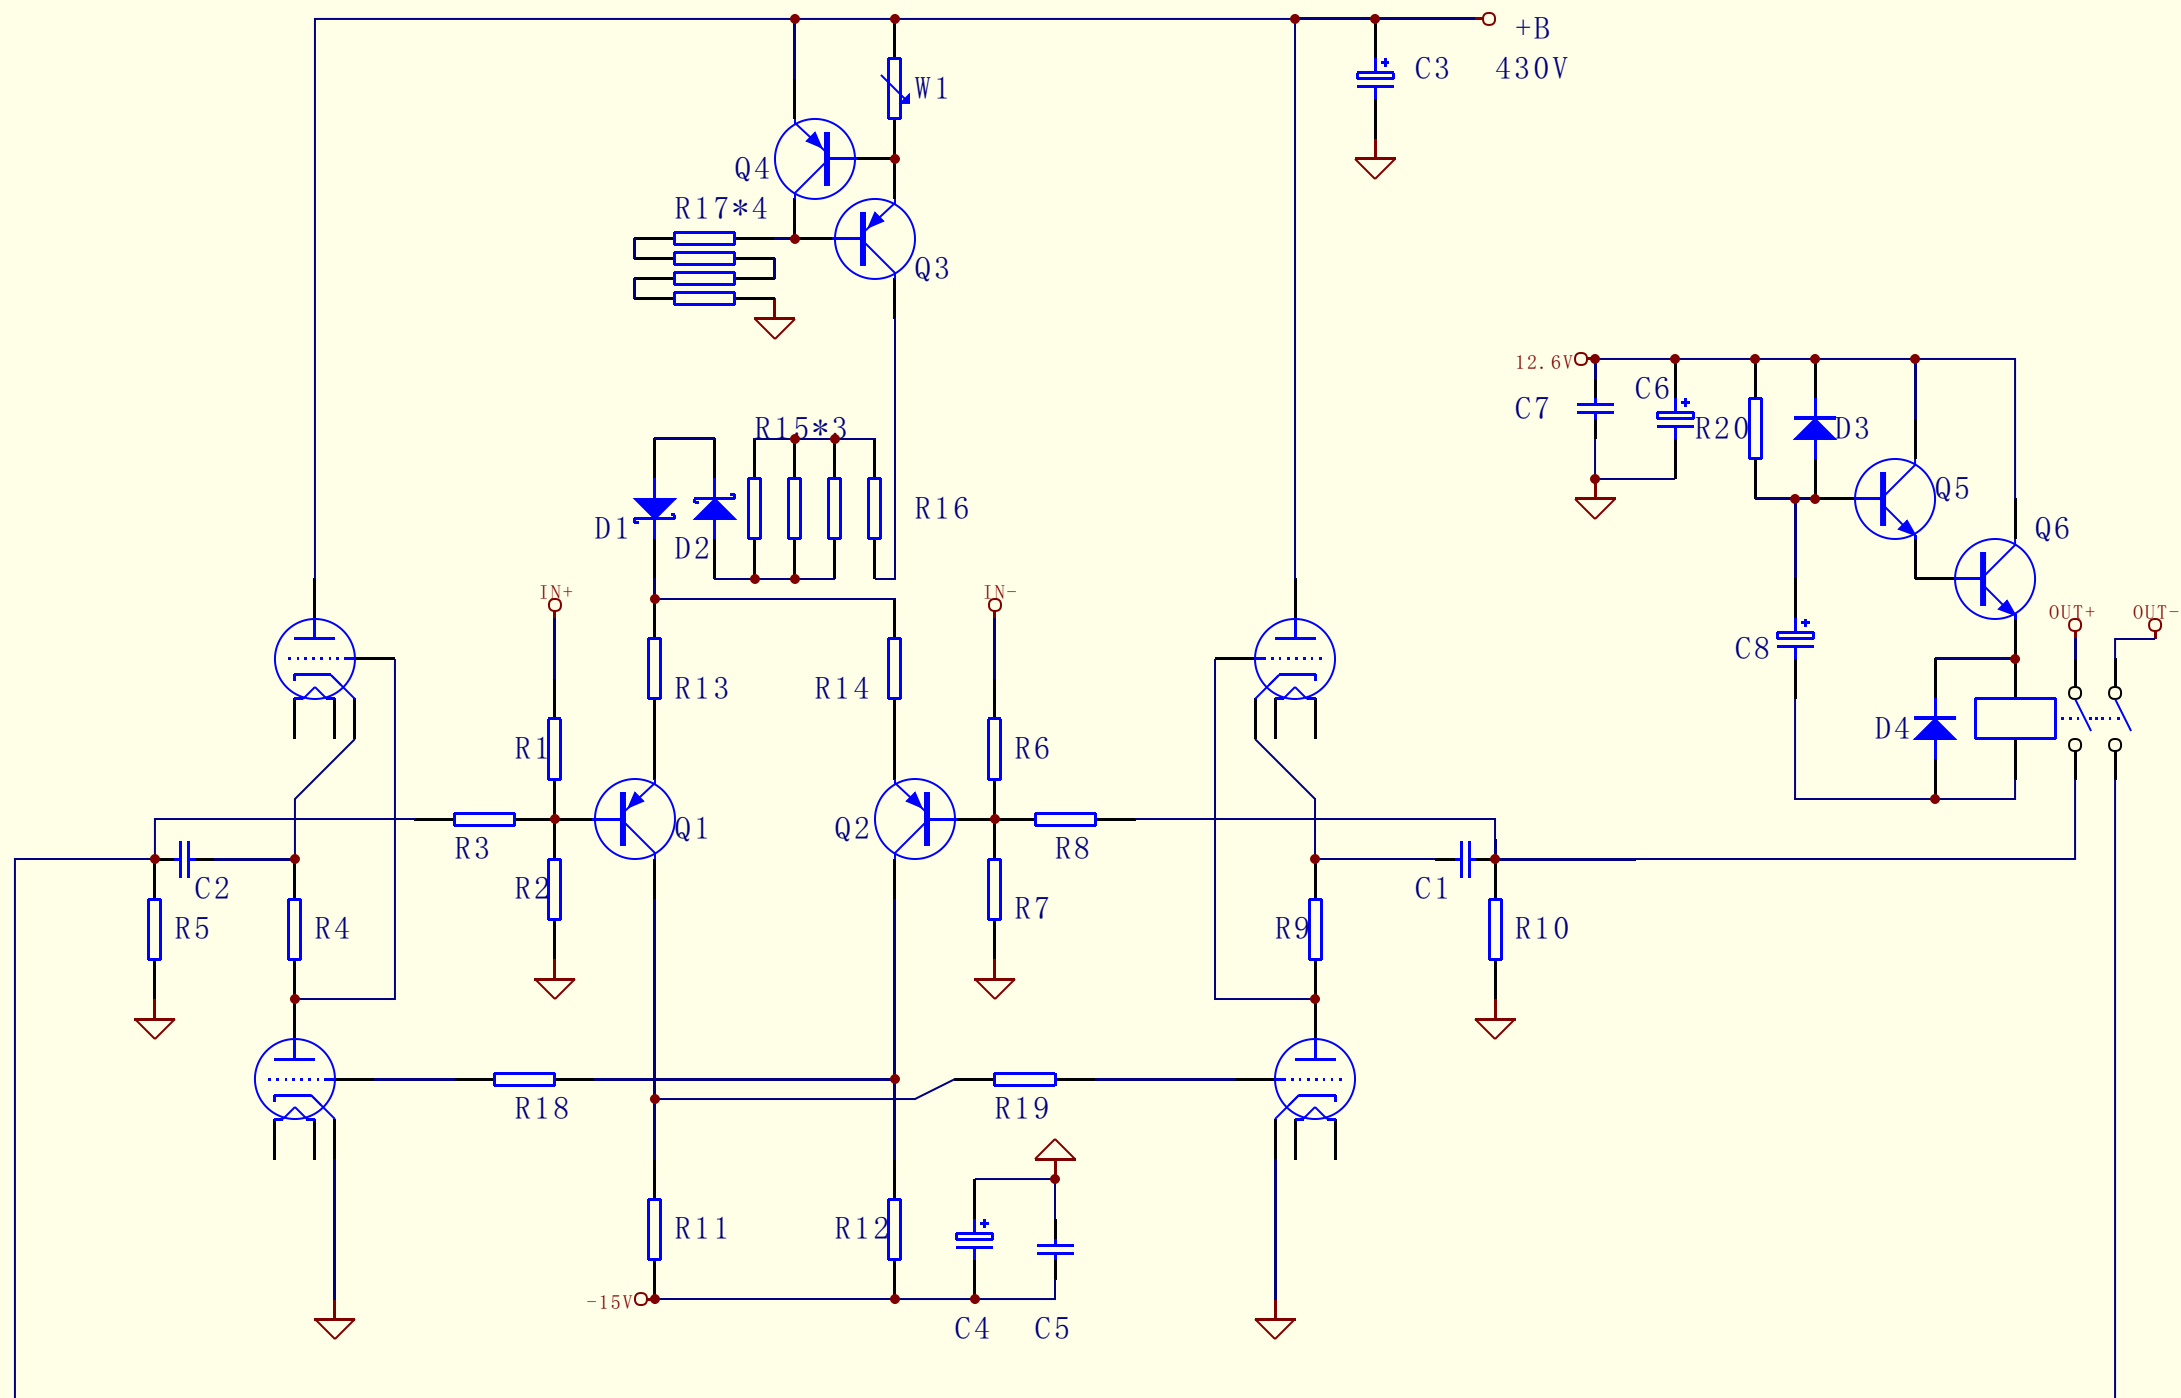 +B
C3
430V
W1
Q4
R17*4
Q3
12.6V
C6
C7
R20
D3
R15*3
Q5
R16
D1
Q6
D2
IN+
IN-
OUT+
OUT-
C8
R13
R14
D4
R1
R6
Q1
Q2
R3
R8
C2
R2
C1
R7
R5
R4
R9
R10
R18
R19
R11
R12
-15V
C4
C5